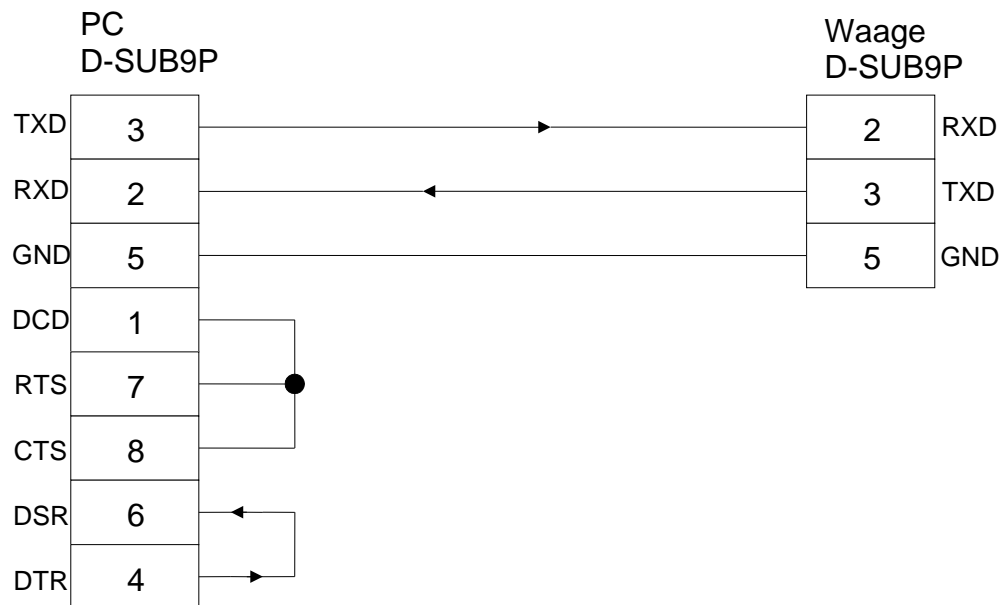 PC
D-SUB9P
Waage
D-SUB9P
TXD 3 2 RXD
RXD 2 3 TXD
GND 5 5 GND
DCD 1
RTS 7
CTS 8
DSR 6
DTR 4